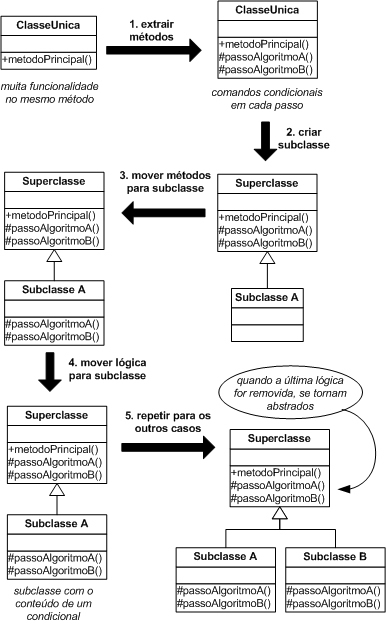 ClasseUnica
+metodoPrincipal()
muita funcionalidade
no mesmo método
1. extrair
métodos
ClasseUnica
+metodoPrincipal()
#passoAlgoritmoA()
#passoAlgoritmoB()
comandos condicionais
em cada passo
2. criar
subclasse
Superclasse
+metodoPrincipal()
#passoAlgoritmoA()
#passoAlgoritmoB()
Subclasse A
3. mover métodos
para subclasse
Superclasse
+metodoPrincipal()
#passoAlgoritmoA()
#passoAlgoritmoB()
Subclasse A
#passoAlgoritmoA()
#passoAlgoritmoB()
4. mover lógica
para subclasse
Superclasse
+metodoPrincipal()
#passoAlgoritmoA()
#passoAlgoritmoB()
Subclasse A
#passoAlgoritmoA()
#passoAlgoritmoB()
subclasse com o
conteúdo de um
condicional
5. repetir para os
outros casos
quando a última lógica
for removida, se tornam
abstrados
Superclasse
+metodoPrincipal()
#passoAlgoritmoA()
#passoAlgoritmoB()
Subclasse A
#passoAlgoritmoA()
#passoAlgoritmoB()
Subclasse B
#passoAlgoritmoA()
#passoAlgoritmoB()